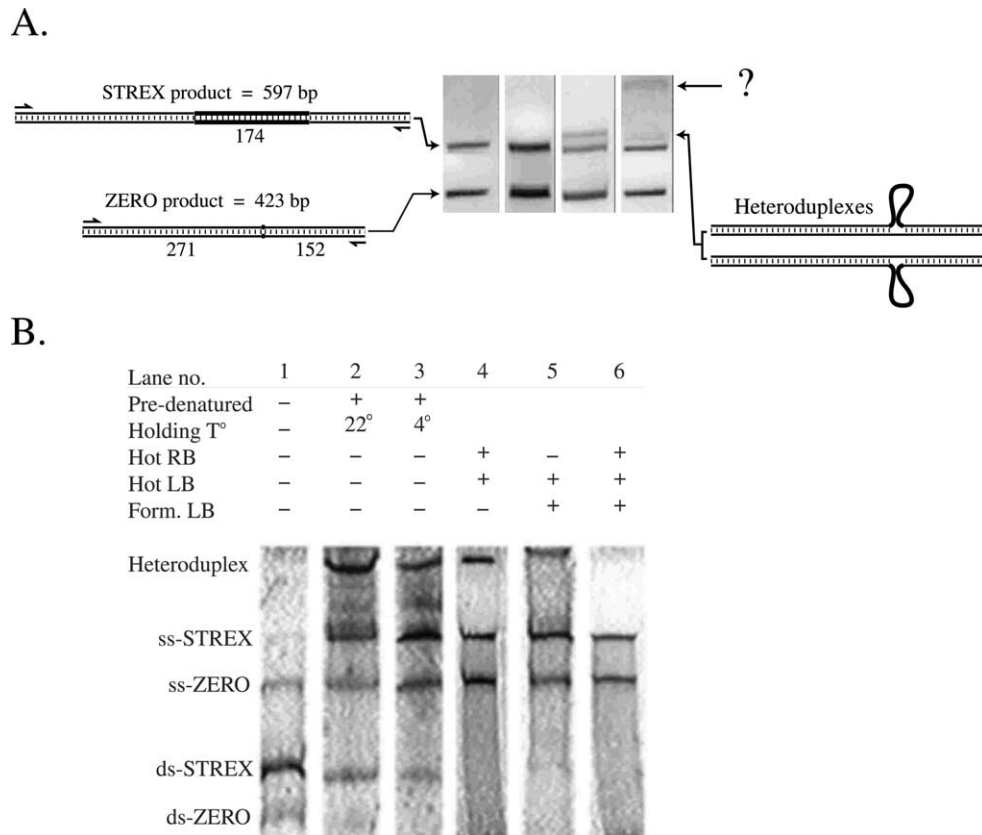 A.
STREX product = 597 bp
174
?
ZERO product = 423 bp
271 152
Heteroduplexes
B.
Lane no. 1 2 3 4 5 6
Pre-denatured – + +
Holding T° – 22° 4°
Hot RB – – – + – +
Hot LB – – – + + +
Form. LB – – – – + +
Heteroduplex
ss-STREX
ss-ZERO
ds-STREX
ds-ZERO